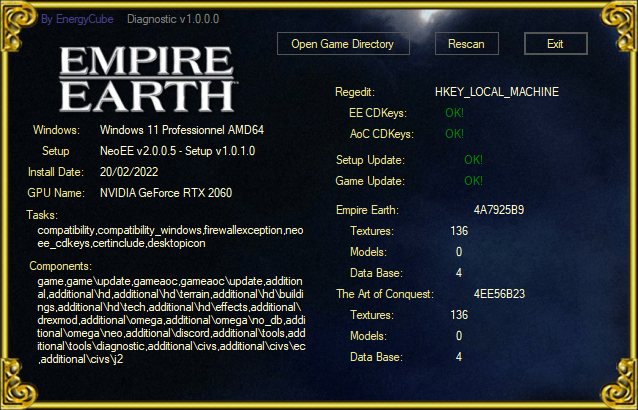 By EnergyCube Diagnostic v1.0.0.0
Open Game Directory Rescan Exit
EMPIRE
EARTH™
Windows: Windows 11 Professionnel AMD64
Setup NeoEE v2.0.0.5 - Setup v1.0.1.0
Install Date: 20/02/2022
GPU Name: NVIDIA GeForce RTX 2060
Tasks:
compatibility,compatibility_windows,firewallexception,neo
ee_cdkeys,certinclude,desktopicon
Components:
game,game\update,gameaoc,gameaoc\update,addition
al,additional\hd,additional\hd\terrain,additional\hd\buildi
ngs,additional\hd\tech,additional\hd\effects,additional\
drexmod,additional\omega,additional\omega\no_db,addi
tional\omega\neo,additional\discord,additional\tools,add
itional\tools\diagnostic,additional\civs,additional\civs\ec
,additional\civs\j2
Regedit: HKEY_LOCAL_MACHINE
EE CDKeys: OK!
AoC CDKeys: OK!
Setup Update: OK!
Game Update: OK!
Empire Earth: 4A7925B9
Textures: 136
Models: 0
Data Base: 4
The Art of Conquest: 4EE56B23
Textures: 136
Models: 0
Data Base: 4